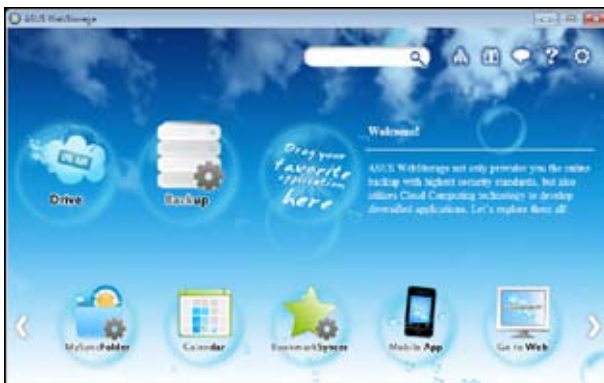 ASUS WebStorage
Drive
Backup
Drag your
favorite
application
here
Welcome!
ASUS WebStorage not only provides you the online
backup with highest security standards, but also
utilizes Cloud Computing technology to develop
diversified applications. Let's explore them all!
MySyncFolder
Calendar
BookmarkSyncer
Mobile App
Go to Web